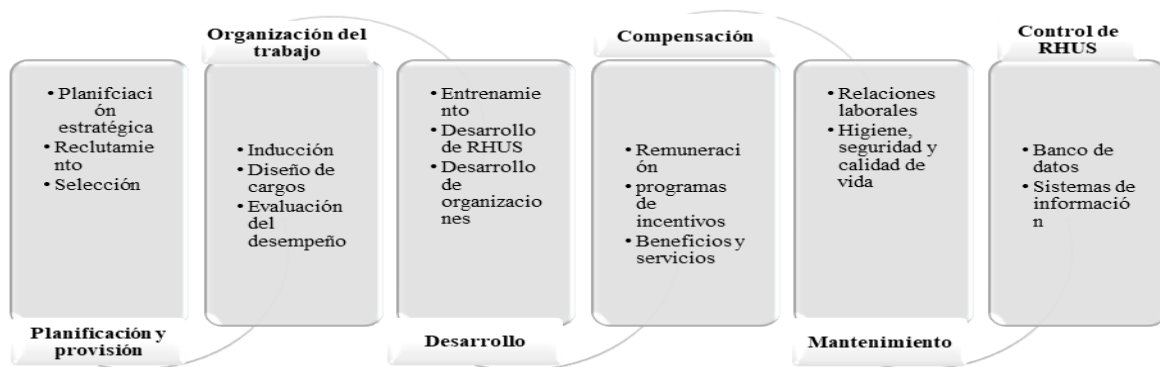 • Planifciaci
ón
estratégica
• Reclutamie
nto
• Selección
Planificación y
provisión
Organización del
trabajo
• Inducción
• Diseño de
cargos
• Evaluación
del
desempeño
• Entrenamie
nto
• Desarrollo
de RHUS
• Desarrollo
de
organizacio
nes
Desarrollo
Compensación
• Remuneraci
ón
• programas
de
incentivos
• Beneficios y
servicios
• Relaciones
laborales
• Higiene,
seguridad y
calidad de
vida
Mantenimiento
Control de
RHUS
• Banco de
datos
• Sistemas de
informació
n